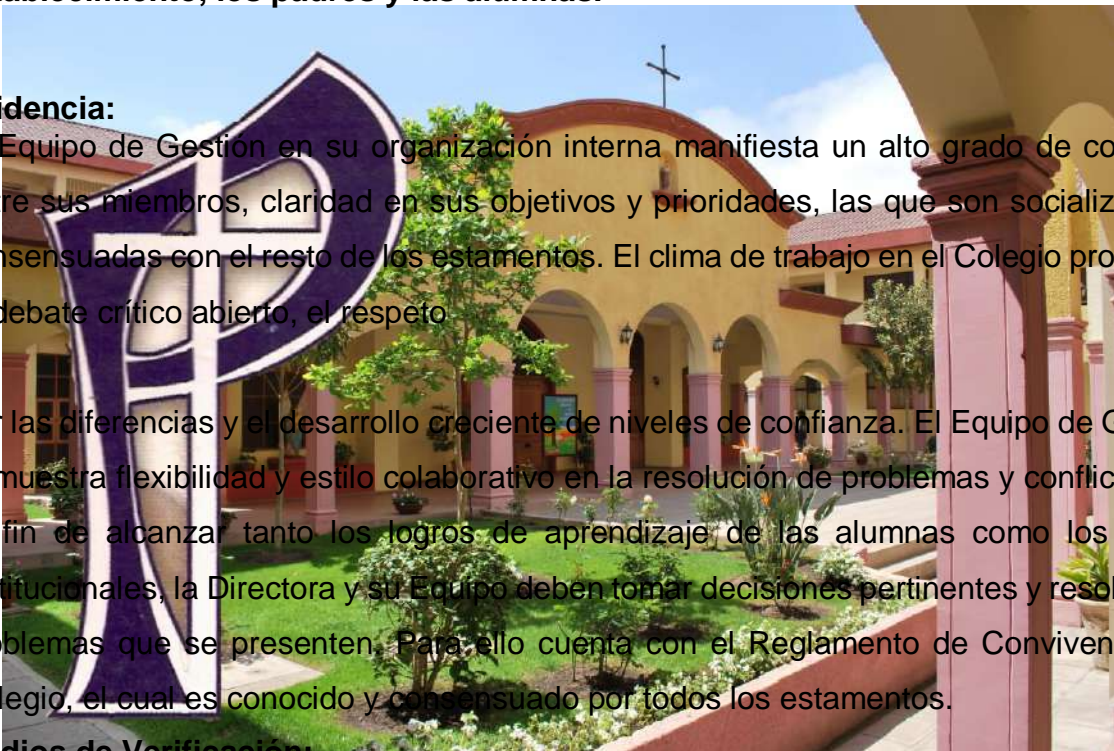 ablecimiento, los padres y las alumnas.
idencia:
Equipo de Gestión en su organización interna manifiesta un alto grado de co
tre sus miembros, claridad en sus objetivos y prioridades, las que son socializ
nsensuadas con el resto de los estamentos. El clima de trabajo en el Colegio pro
debate crítico abierto, el respeto
r las diferencias y el desarrollo creciente de niveles de confianza. El Equipo de G
muestra flexibilidad y estilo colaborativo en la resolución de problemas y conflic
fin de alcanzar tanto los logros de aprendizaje de las alumnas como los
titucionales, la Directora y su Equipo deben tomar decisiones pertinentes y resol
blemas que se presenten. Para ello cuenta con el Reglamento de Conviven
legio, el cual es conocido y consensuado por todos los estamentos.
dios de Verificación: